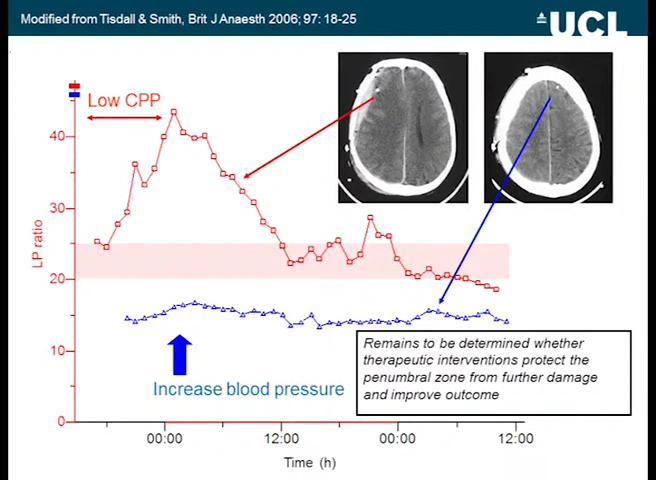 Modified from Tisdall & Smith, Brit J Anaesth 2006; 97: 18-25
UCL
Low CPP
40
30
20
10
0
LP ratio
Increase blood pressure
Remains to be determined whether
therapeutic interventions protect the
penumbral zone from further damage
and improve outcome
00:00
12:00
00:00
12:00
Time (h)